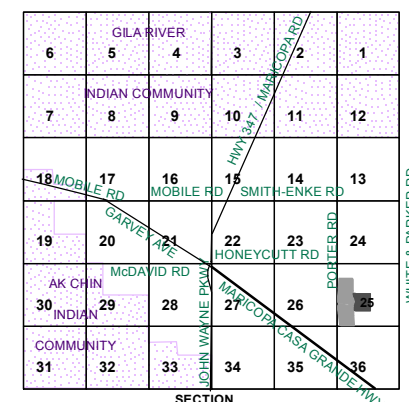 GILA RIVER
6 5 4 3 2 1
INDIAN COMMUNITY
7 8 9 10 11 12
HWY 347 / MARICOPA RD
18 17 16 15 14 13
MOBILE RD MOBILE RD SMITH-ENKE RD
GARVEY AVE
19 20 21 22 23 24
HONEYCUTT RD
PORTER RD
WHITE & PARKER RD
McDAVID RD
AK CHIN
30 29 28 27 26 25
INDIAN
JOHN WAYNE PKWY
MARICOPA CASA GRANDE HWY
COMMUNITY
31 32 33 34 35 36
SECTION